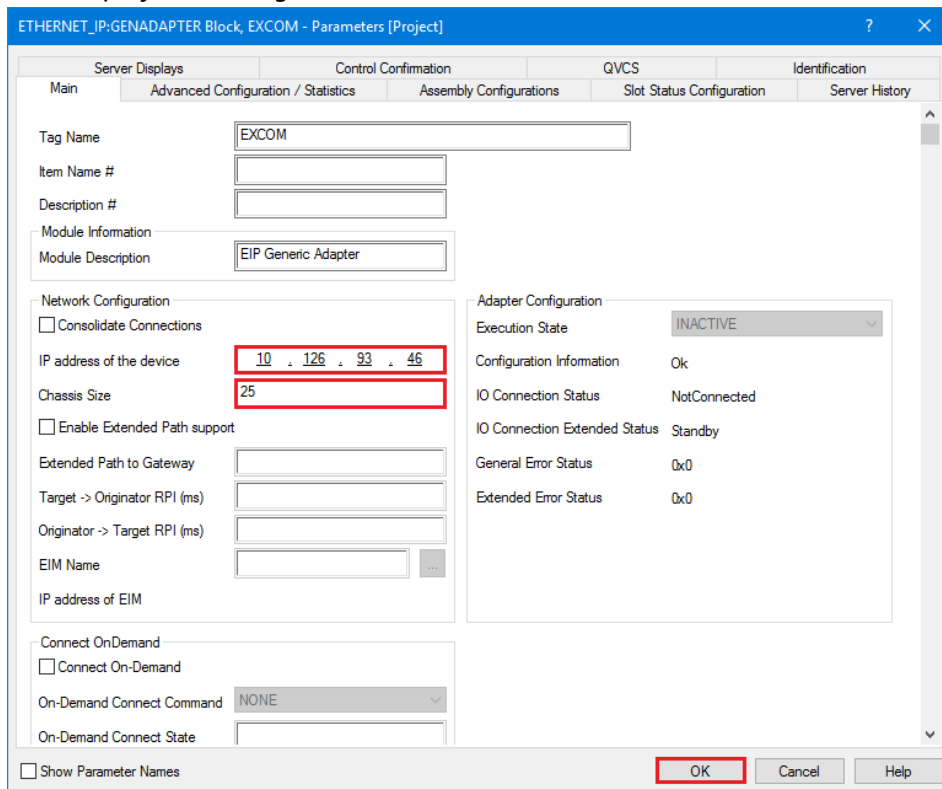 ETHERNET_IP:GENADAPTER Block, EXCOM - Parameters [Project] ? ×
Server Displays Control Confirmation QVCS Identification
Main Advanced Configuration / Statistics Assembly Configurations Slot Status Configuration Server History
Tag Name EXCOM
Item Name #
Description #
Module Information
Module Description EIP Generic Adapter
Network Configuration
Consolidate Connections
IP address of the device 10 . 126 . 93 . 46
Chassis Size 25
Enable Extended Path support
Extended Path to Gateway
Target -> Originator RPI (ms)
Originator -> Target RPI (ms)
EIM Name ...
IP address of EIM
Adapter Configuration
Execution State INACTIVE
Configuration Information Ok
IO Connection Status NotConnected
IO Connection Extended Status Standby
General Error Status 0x0
Extended Error Status 0x0
Connect OnDemand
Connect On-Demand
On-Demand Connect Command NONE
On-Demand Connect State
Show Parameter Names OK Cancel Help